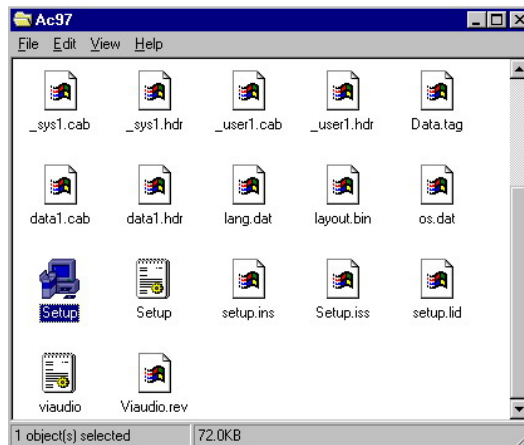 Ac97
File Edit View Help
_sys1.cab _sys1.hdr _user1.cab _user1.hdr Data.tag
data1.cab data1.hdr lang.dat layout.bin os.dat
Setup Setup setup.ins Setup.iss setup.lid
viaudio Viaudio.rev
1 object(s) selected 72.0KB